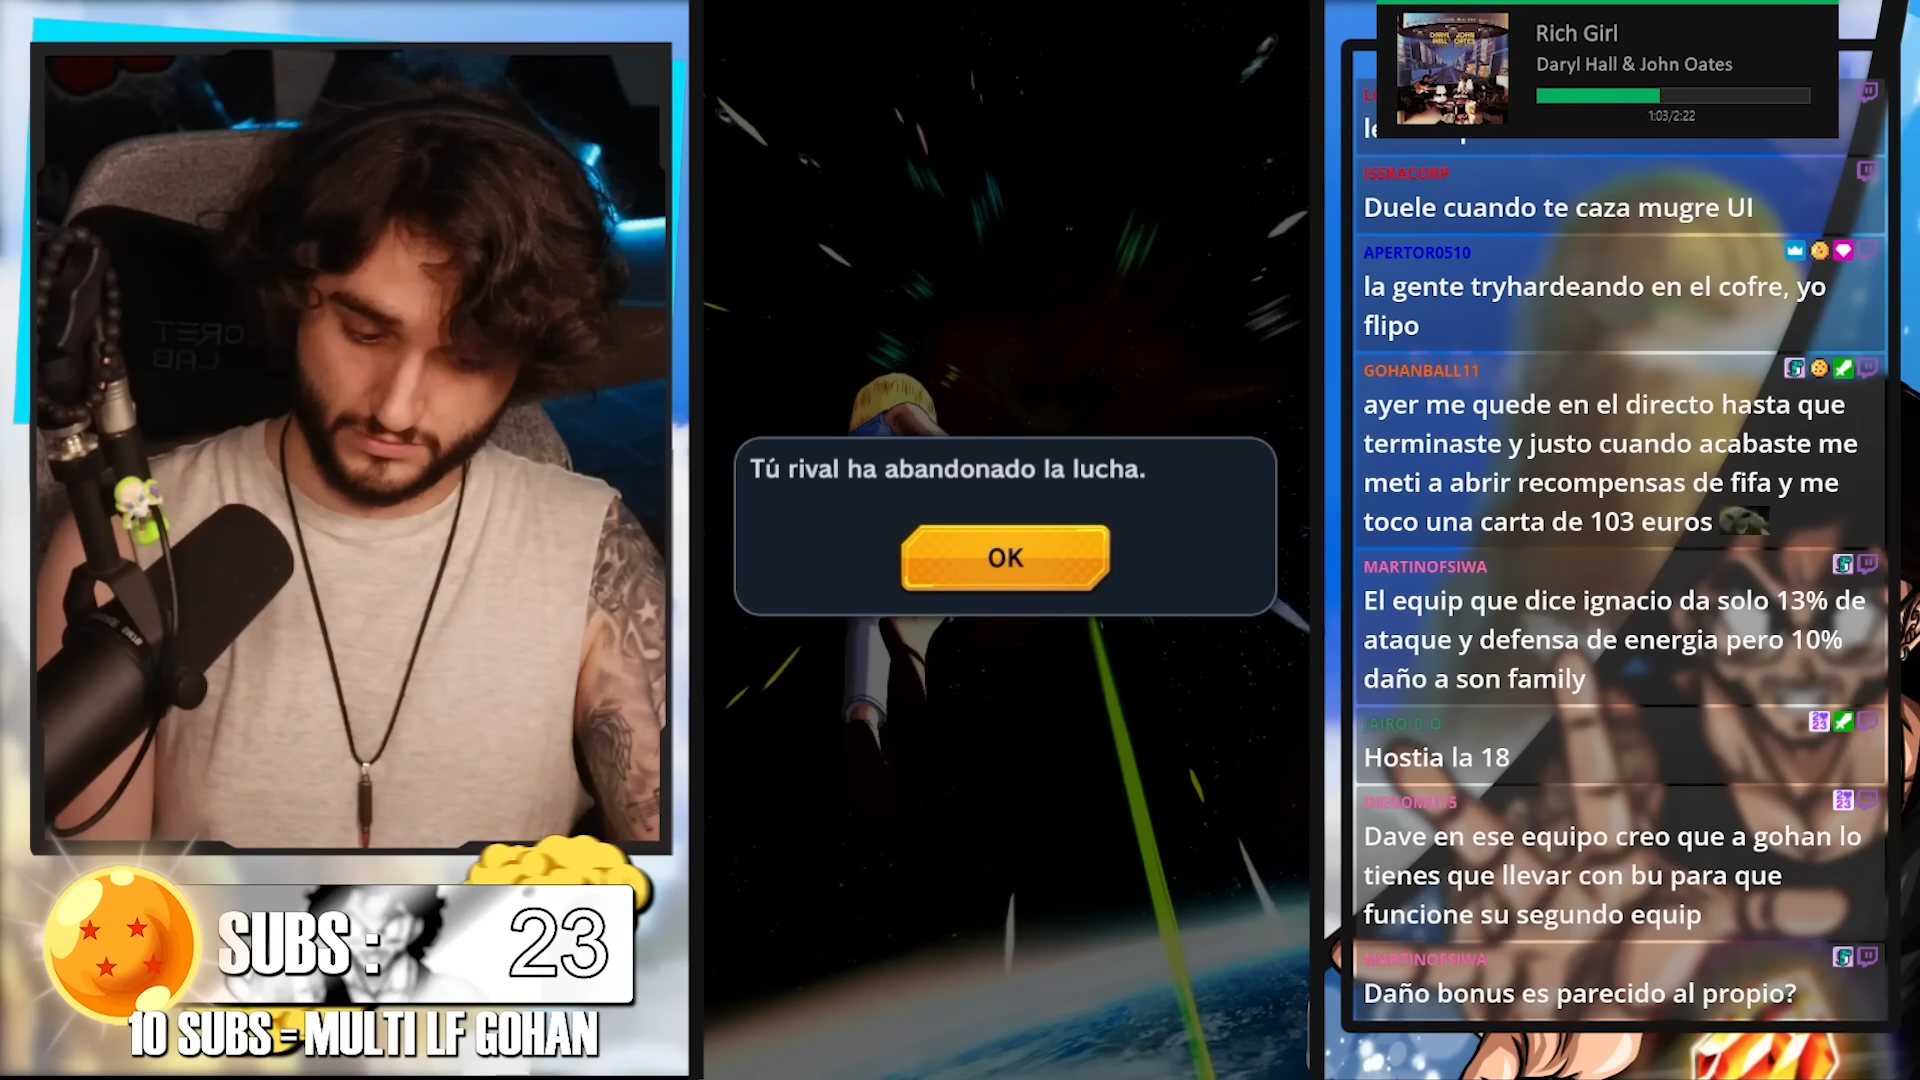 SUBS : 23
10 SUBS = MULTI LF GOHAN
Tú rival ha abandonado la lucha.
OK
Rich Girl
Daryl Hall & John Oates
1:03/2:22
ISSRACORP
Duele cuando te caza mugre UI
APERTOR0510
la gente tryhardeando en el cofre, yo
flipo
GOHANBALL11
ayer me quede en el directo hasta que
terminaste y justo cuando acabaste me
meti a abrir recompensas de fifa y me
toco una carta de 103 euros
MARTINOFSIWA
El equip que dice ignacio da solo 13% de
ataque y defensa de energia pero 10%
daño a son family
JAIRO_0_O
Hostia la 18
DIEGOMU15
Dave en ese equipo creo que a gohan lo
tienes que llevar con bu para que
funcione su segundo equip
MARTINOFSIWA
Daño bonus es parecido al propio?